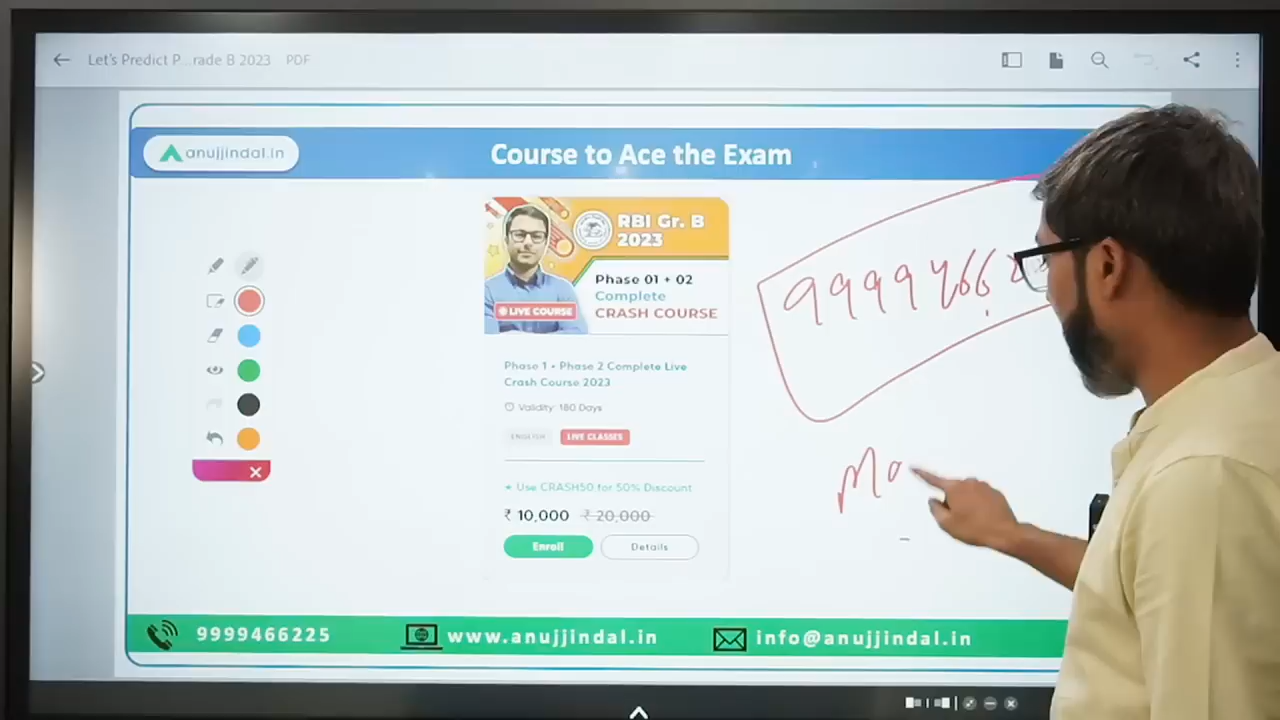 Let's Predict P...rade B 2023 PDF
anujjindal.in
Course to Ace the Exam
RBI Gr. B
2023
Phase 01 + 02
Complete
CRASH COURSE
LIVE COURSE
Phase 1 + Phase 2 Complete Live
Crash Course 2023
Validity: 180 Days
ENGLISH LIVE CLASSES
+ Use CRASH50 for 50% Discount
₹ 10,000 ₹ 20,000
Enroll Details
9999466
Ma
9999466225 www.anujjindal.in info@anujjindal.in